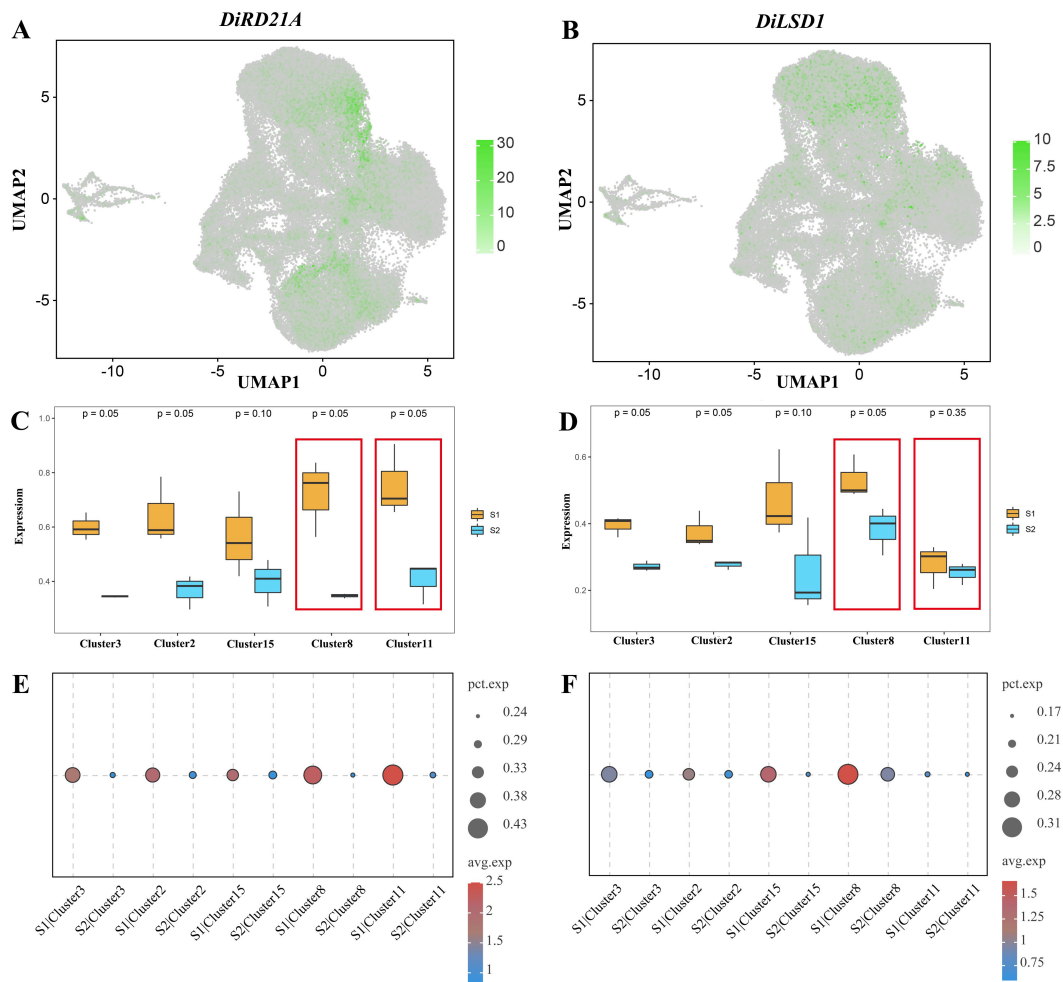 A
DiRD21A
5
0
-5
UMAP2
-10
-5
0
5
UMAP1
30
20
10
0
B
DiLSD1
5
0
-5
UMAP2
-10
-5
0
5
UMAP1
10
7.5
5.0
2.5
0
C
p = 0.05
p = 0.05
p = 0.10
p = 0.05
p = 0.05
1.0
0.8
0.6
0.4
Expressiom
Cluster3
Cluster2
Cluster15
Cluster8
Cluster11
S1
S2
D
p = 0.05
p = 0.05
p = 0.10
p = 0.05
p = 0.35
0.6
0.4
0.2
Expressiom
Cluster3
Cluster2
Cluster15
Cluster8
Cluster11
S1
S2
E
S1|Cluster3
S2|Cluster3
S1|Cluster2
S2|Cluster2
S1|Cluster15
S2|Cluster15
S1|Cluster8
S2|Cluster8
S1|Cluster11
S2|Cluster11
pct.exp
0.24
0.29
0.33
0.38
0.43
avg.exp
2.5
2
1.5
1
F
S1|Cluster3
S2|Cluster3
S1|Cluster2
S2|Cluster2
S1|Cluster15
S2|Cluster15
S1|Cluster8
S2|Cluster8
S1|Cluster11
S2|Cluster11
pct.exp
0.17
0.21
0.24
0.28
0.31
avg.exp
1.5
1.25
1
0.75